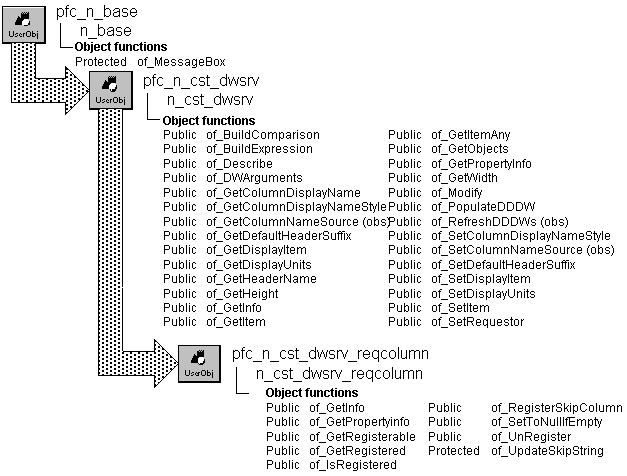 pfc_n_base
n_base
UserObj
Object functions
Protected of_MessageBox
pfc_n_cst_dwsrv
n_cst_dwsrv
UserObj
Object functions
Public of_BuildComparison Public of_GetItemAny
Public of_BuildExpression Public of_GetObjects
Public of_Describe Public of_GetPropertyInfo
Public of_DWArguments Public of_GetWidth
Public of_GetColumnDisplayName Public of_Modify
Public of_GetColumnDisplayNameStyle Public of_PopulateDDDW
Public of_GetColumnNameSource (obs) Public of_RefreshDDDWs (obs)
Public of_GetDefaultHeaderSuffix Public of_SetColumnDisplayNameStyle
Public of_GetDisplayItem Public of_SetColumnNameSource (obs)
Public of_GetDisplayUnits Public of_SetDefaultHeaderSuffix
Public of_GetHeaderName Public of_SetDisplayItem
Public of_GetHeight Public of_SetDisplayUnits
Public of_GetInfo Public of_SetItem
Public of_GetItem Public of_SetRequestor
pfc_n_cst_dwsrv_reqcolumn
n_cst_dwsrv_reqcolumn
UserObj
Object functions
Public of_GetInfo Public of_RegisterSkipColumn
Public of_GetPropertyinfo Public of_SetToNullIfEmpty
Public of_GetRegisterable Public of_UnRegister
Public of_GetRegistered Protected of_UpdateSkipString
Public of_IsRegistered